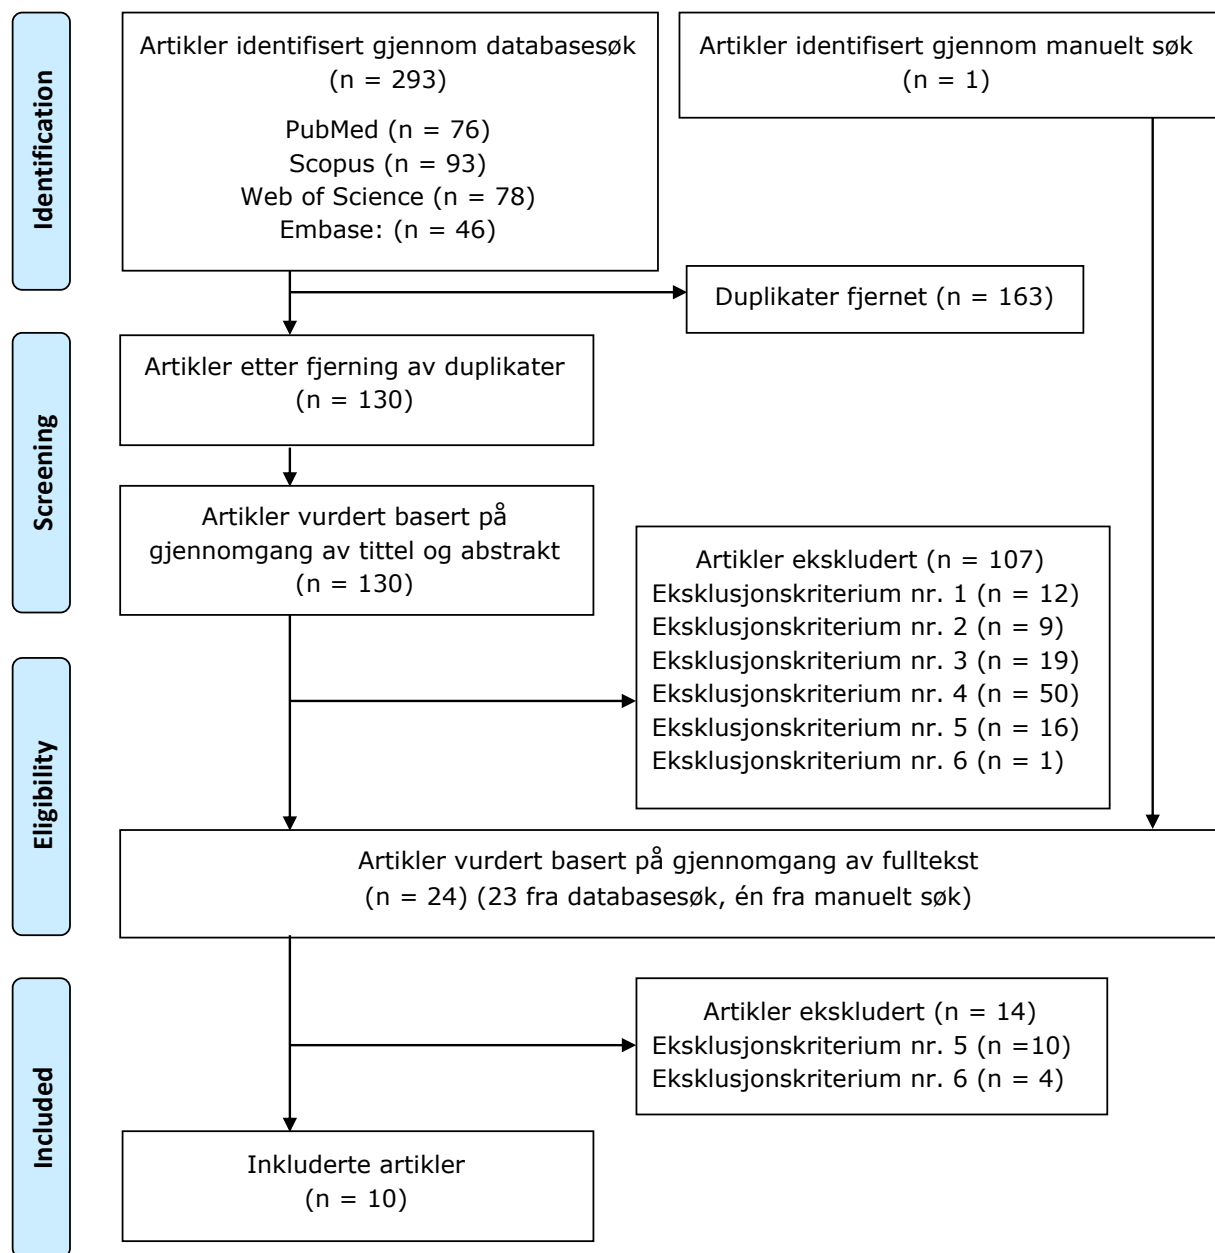 Identification
Artikler identifisert gjennom databasesøk
(n = 293)
PubMed (n = 76)
Scopus (n = 93)
Web of Science (n = 78)
Embase: (n = 46)
Artikler identifisert gjennom manuelt søk
(n = 1)
Duplikater fjernet (n = 163)
Screening
Artikler etter fjerning av duplikater
(n = 130)
Artikler vurdert basert på
gjennomgang av tittel og abstrakt
(n = 130)
Artikler ekskludert (n = 107)
Eksklusjonskriterium nr. 1 (n = 12)
Eksklusjonskriterium nr. 2 (n = 9)
Eksklusjonskriterium nr. 3 (n = 19)
Eksklusjonskriterium nr. 4 (n = 50)
Eksklusjonskriterium nr. 5 (n = 16)
Eksklusjonskriterium nr. 6 (n = 1)
Eligibility
Artikler vurdert basert på gjennomgang av fulltekst
(n = 24) (23 fra databasesøk, én fra manuelt søk)
Included
Artikler ekskludert (n = 14)
Eksklusjonskriterium nr. 5 (n =10)
Eksklusjonskriterium nr. 6 (n = 4)
Inkluderte artikler
(n = 10)